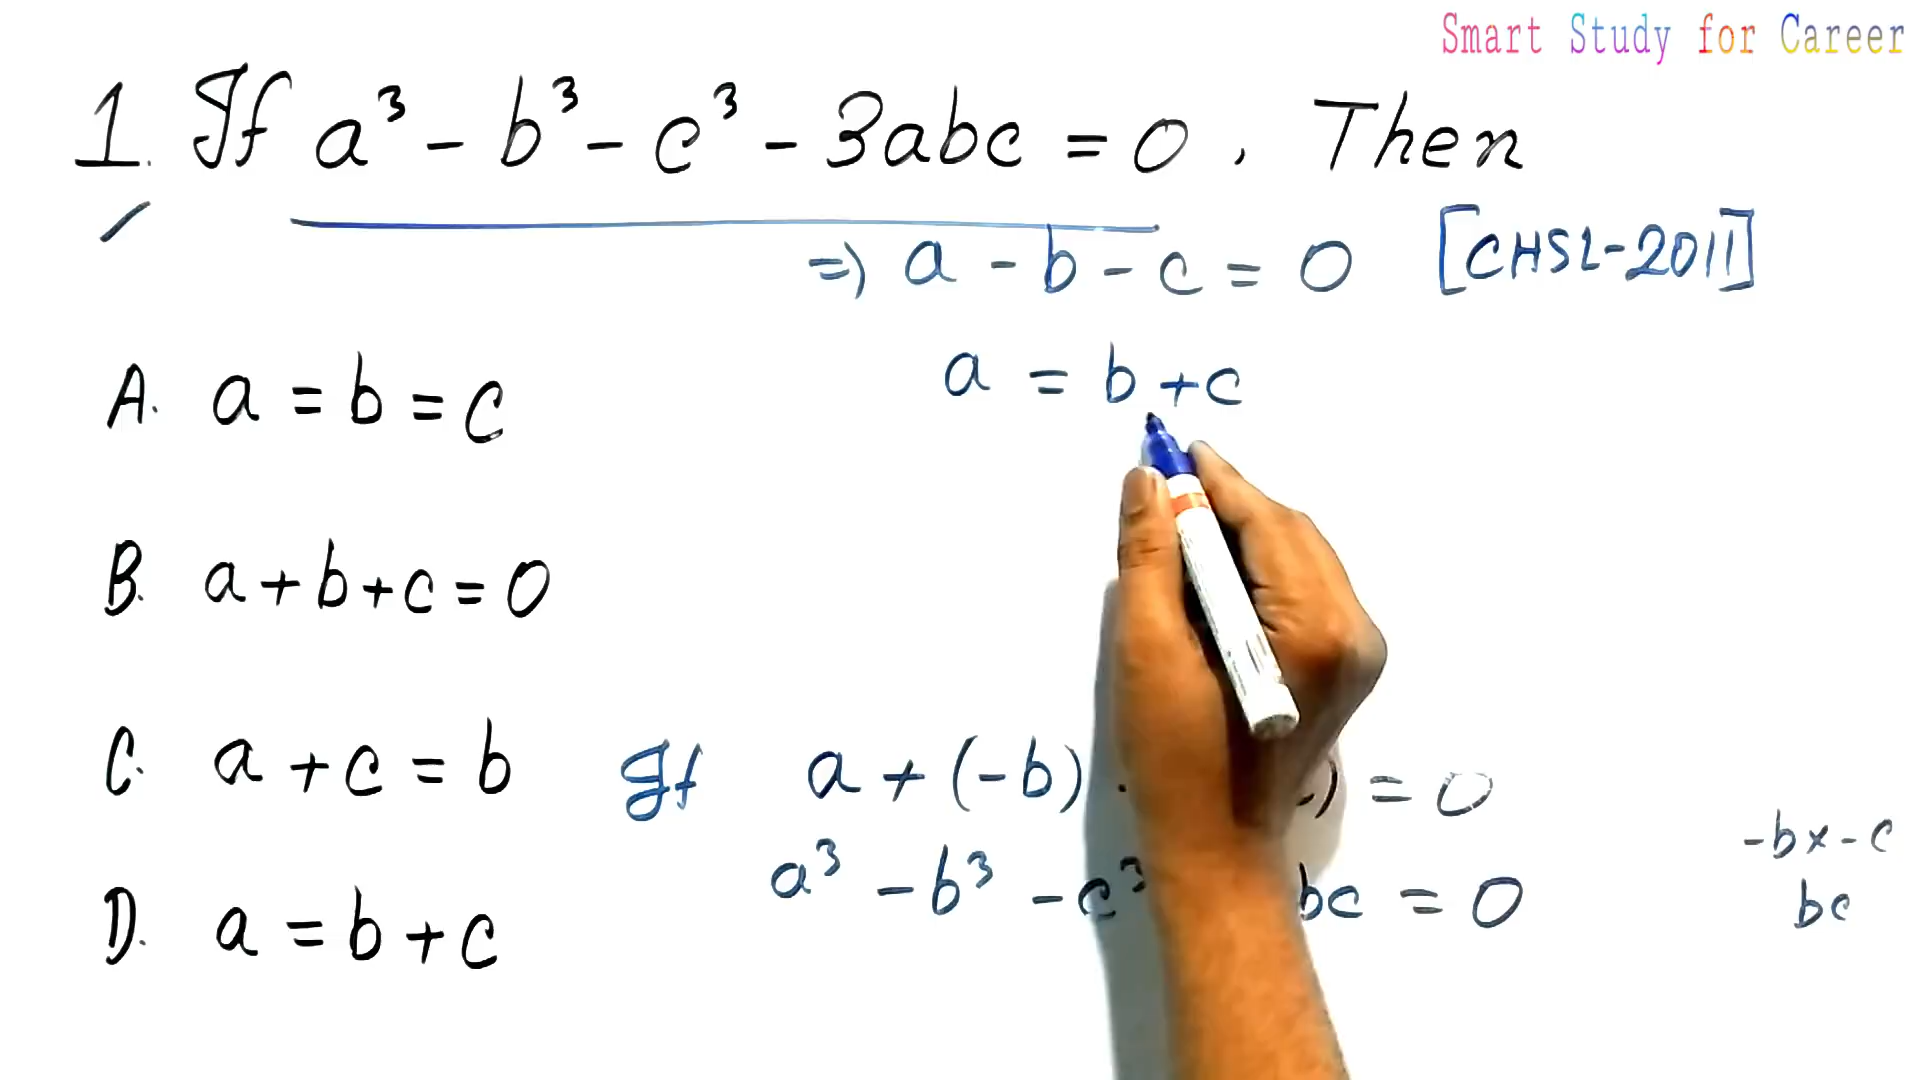 Smart Study for Career
1. If a³ - b³ - c³ - 3abc = 0. Then
=> a - b - c = 0 [CHSL-2011]
a = b + c
A. a = b = c
B. a + b + c = 0
C. a + c = b
If a + (-b) ) = 0
-b x - c
a³ - b³ - c³ bc = 0
bc
D. a = b + c